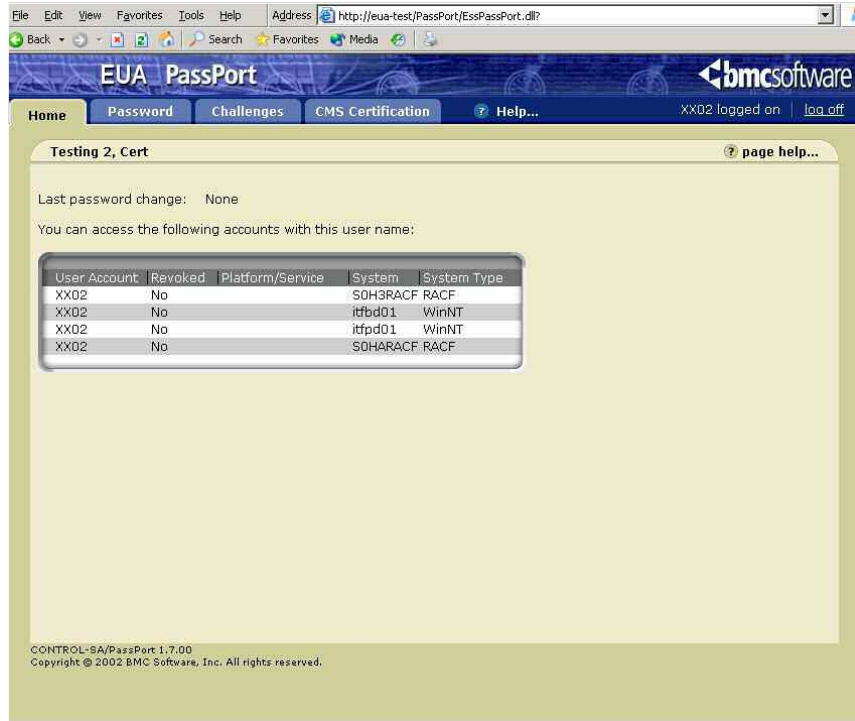 File Edit View Favorites Tools Help Address http://eua-test/PassPort/EssPassPort.dll?
Back Search Favorites Media
EUA PassPort bmcsoftware
Home Password Challenges CMS Certification ? Help... XX02 logged on | log off
Testing 2, Cert ? page help...
Last password change: None
You can access the following accounts with this user name:
User Account Revoked Platform/Service System System Type
XX02 No S0H3RACF RACF
XX02 No itfbd01 WinNT
XX02 No itfpd01 WinNT
XX02 No S0HARACF RACF
CONTROL-SA/PassPort 1.7.00
Copyright © 2002 BMC Software, Inc. All rights reserved.